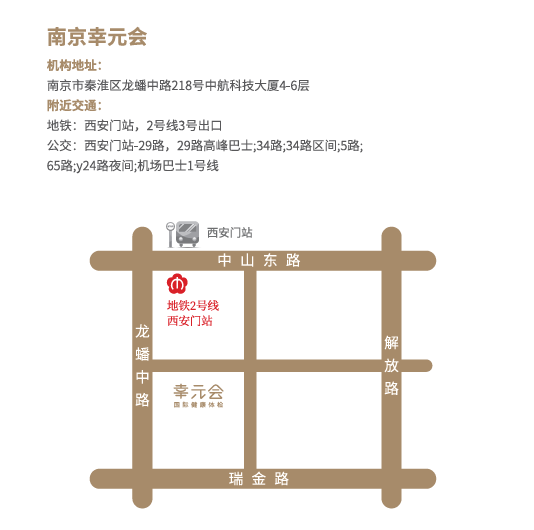 南京幸元会
机构地址：
南京市秦淮区龙蟠中路218号中航科技大厦4-6层
附近交通：
地铁：西安门站，2号线3号出口
公交：西安门站-29路，29路高峰巴士;34路;34路区间;5路;
65路;y24路夜间;机场巴士1号线
西安门站
中山东路
地铁2号线
西安门站
龙蟠中路
解放路
幸元会
国际健康体检
瑞金路